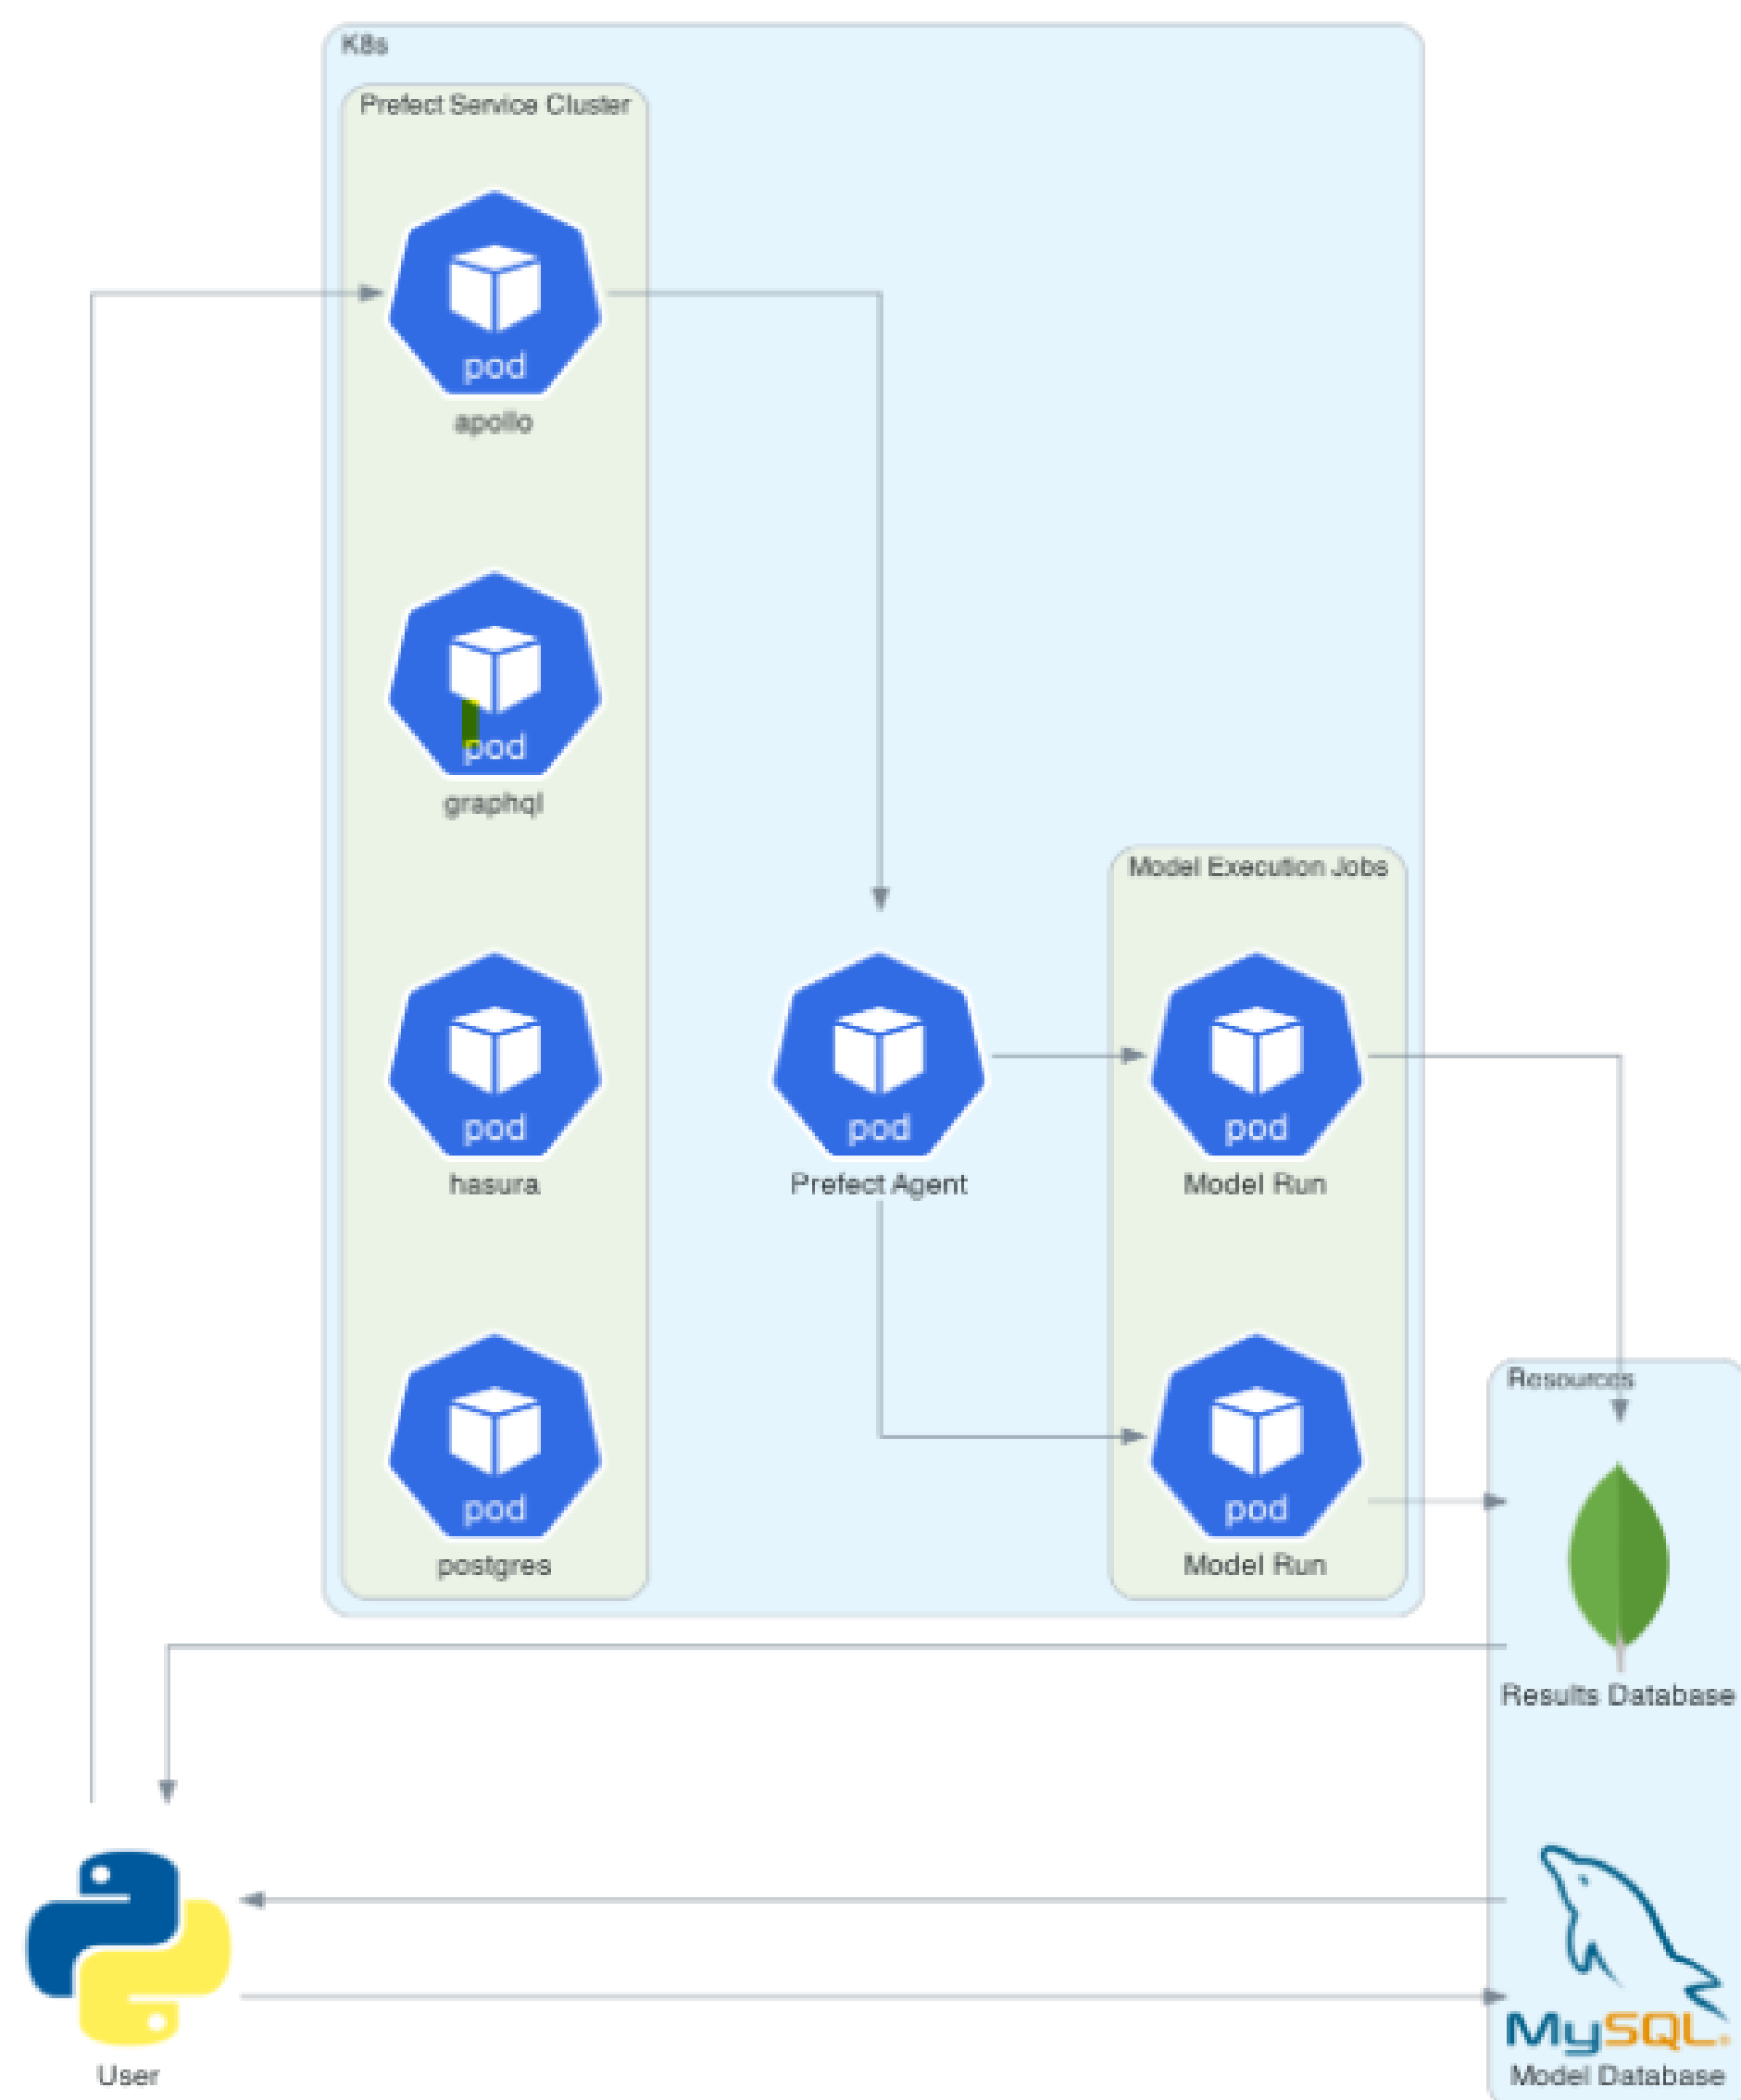 K8s
Prefect Service Cluster
pod
apollo
pod
graphql
Model Execution Jobs
pod
hasura
pod
Prefect Agent
pod
Model Run
pod
postgres
pod
Model Run
Resources
Results Database
User
MySQL.
Model Database